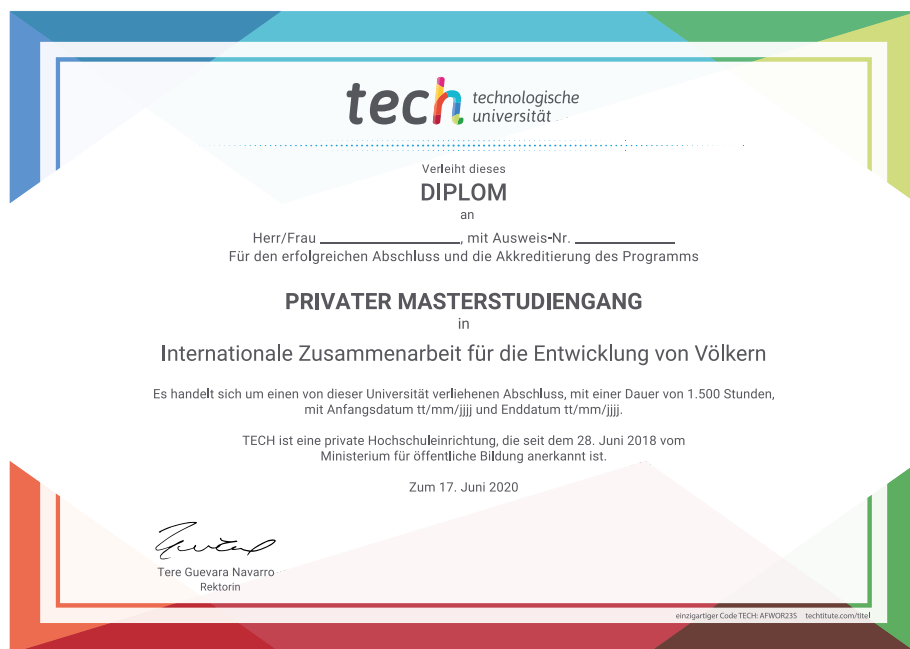 tech technologische
universität
Verleiht dieses
DIPLOM
an
Herr/Frau ____________________, mit Ausweis-Nr. ______________
Für den erfolgreichen Abschluss und die Akkreditierung des Programms
PRIVATER MASTERSTUDIENGANG
in
Internationale Zusammenarbeit für die Entwicklung von Völkern
Es handelt sich um einen von dieser Universität verliehenen Abschluss, mit einer Dauer von 1.500 Stunden,
mit Anfangsdatum tt/mm/jjjj und Enddatum tt/mm/jjjj.
TECH ist eine private Hochschuleinrichtung, die seit dem 28. Juni 2018 vom
Ministerium für öffentliche Bildung anerkannt ist.
Zum 17. Juni 2020
Tere Guevara Navarro
Rektorin
einzigartiger Code TECH: AFWOR235 techtitute.com/titel